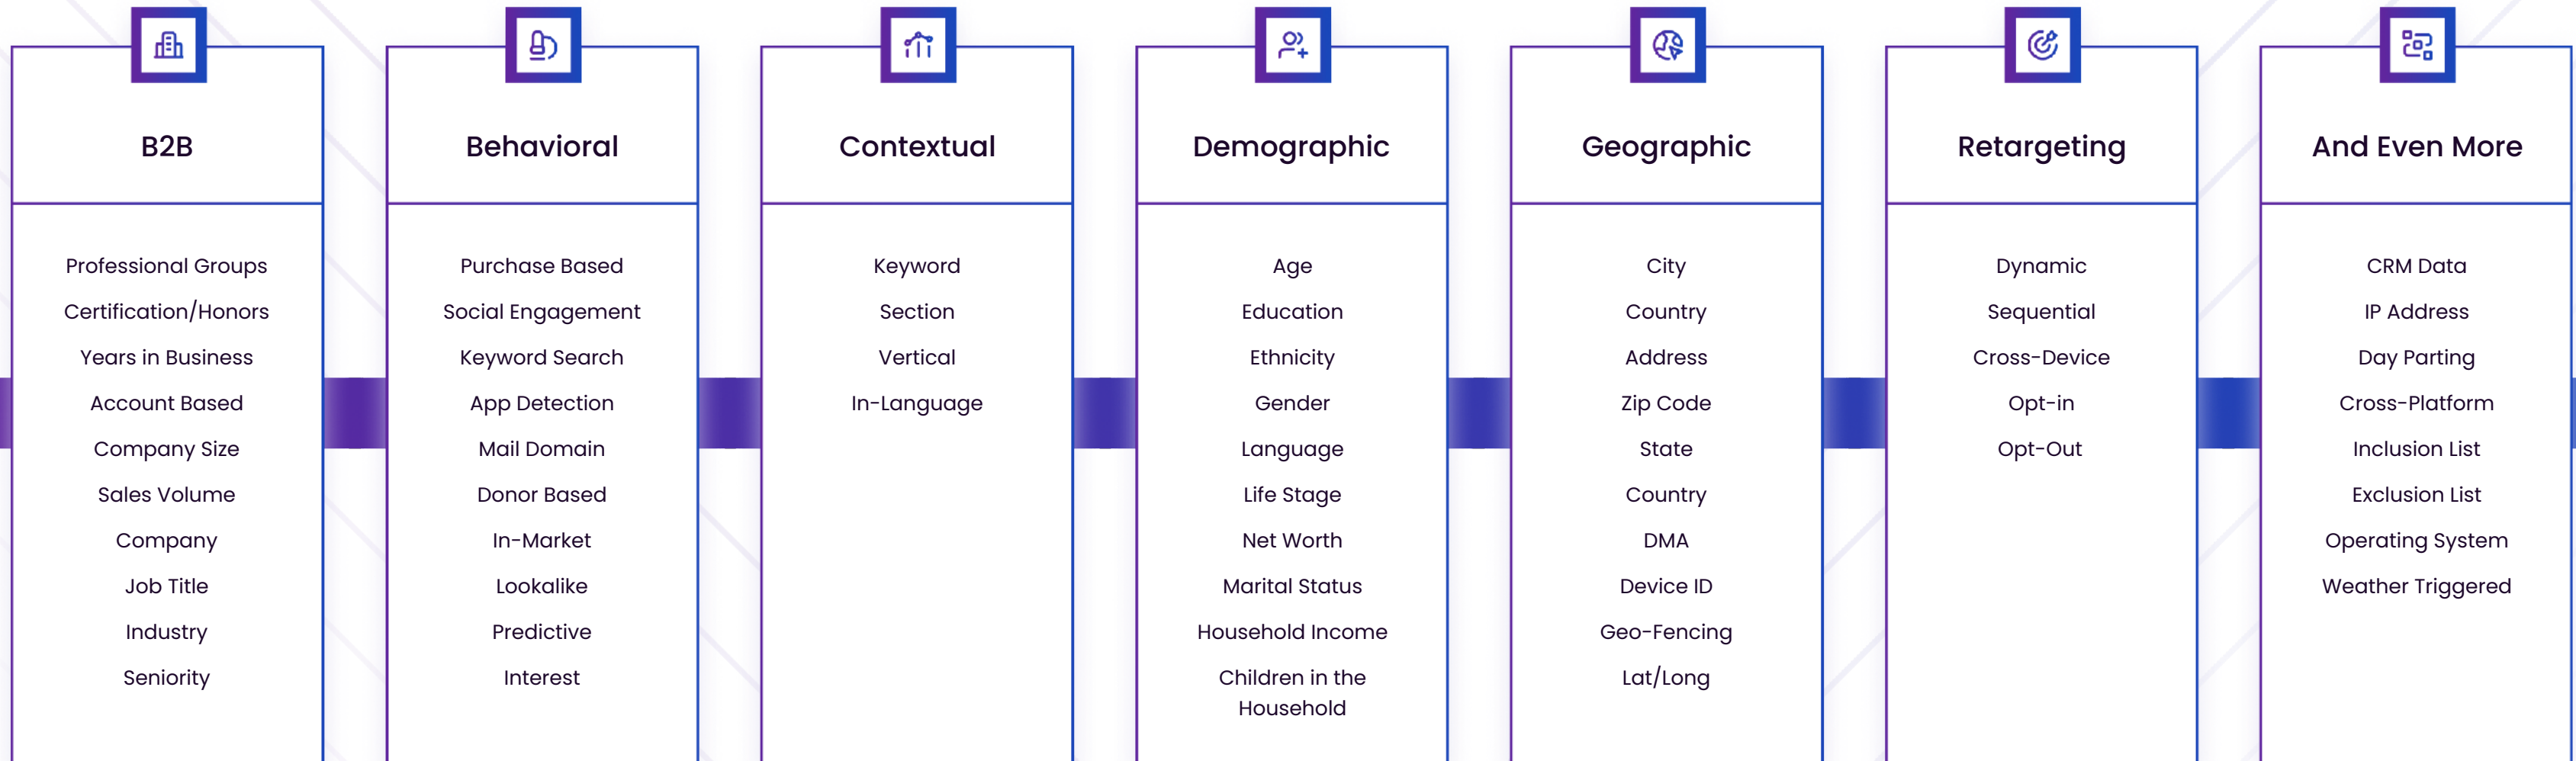 B2B
Professional Groups
Certification/Honors
Years in Business
Account Based
Company Size
Sales Volume
Company
Job Title
Industry
Seniority
Behavioral
Purchase Based
Social Engagement
Keyword Search
App Detection
Mail Domain
Donor Based
In-Market
Lookalike
Predictive
Interest
Contextual
Keyword
Section
Vertical
In-Language
Demographic
Age
Education
Ethnicity
Gender
Language
Life Stage
Net Worth
Marital Status
Household Income
Children in the
Household
Geographic
City
Country
Address
Zip Code
State
Country
DMA
Device ID
Geo-Fencing
Lat/Long
Retargeting
Dynamic
Sequential
Cross-Device
Opt-in
Opt-Out
And Even More
CRM Data
IP Address
Day Parting
Cross-Platform
Inclusion List
Exclusion List
Operating System
Weather Triggered